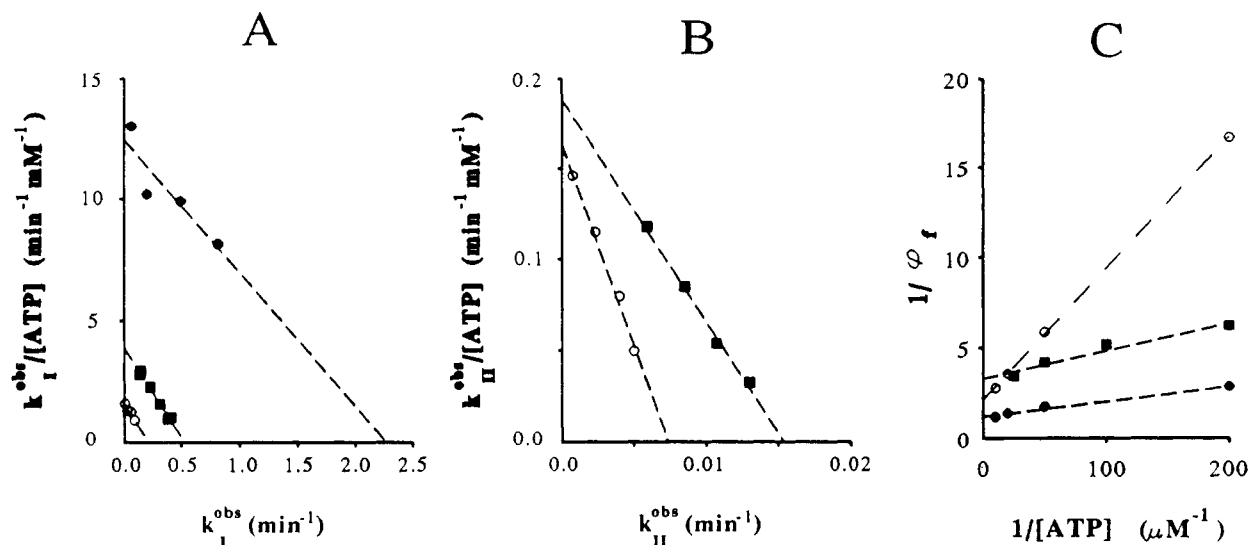 A
B
C
15
10
5
0
0.0
0.5
1.0
1.5
2.0
2.5
k_I^obs/[ATP] (min⁻¹ mM⁻¹)
k_I^obs (min⁻¹)
0.2
0.1
0.0
0.0
0.01
0.02
k_II^obs/[ATP] (min⁻¹ mM⁻¹)
k_II^obs (min⁻¹)
20
15
10
5
0
0
100
200
1/φ_f
1/[ATP] (μM⁻¹)